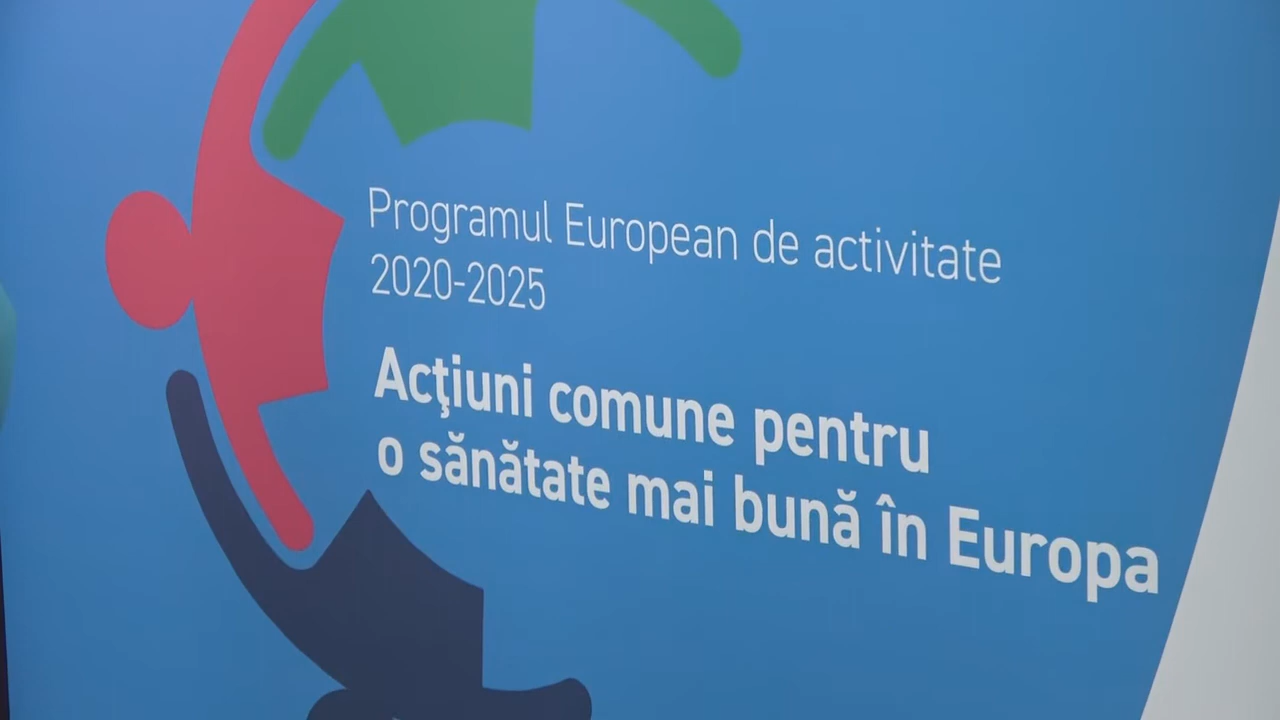 Programul European de activitate
2020-2025
Acţiuni comune pentru
o sănătate mai bună în Europa